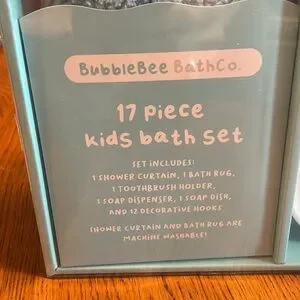 BubbleBee BathCo.
17 piece
kids bath set
SET INCLUDES:
1 SHOWER CURTAIN, 1 BATH RUG,
1 TOOTHBRUSH HOLDER,
1 SOAP DISPENSER, 1 SOAP DISH,
AND 12 DECORATIVE HOOKS
SHOWER CURTAIN AND BATH RUG ARE
MACHINE WASHABLE!